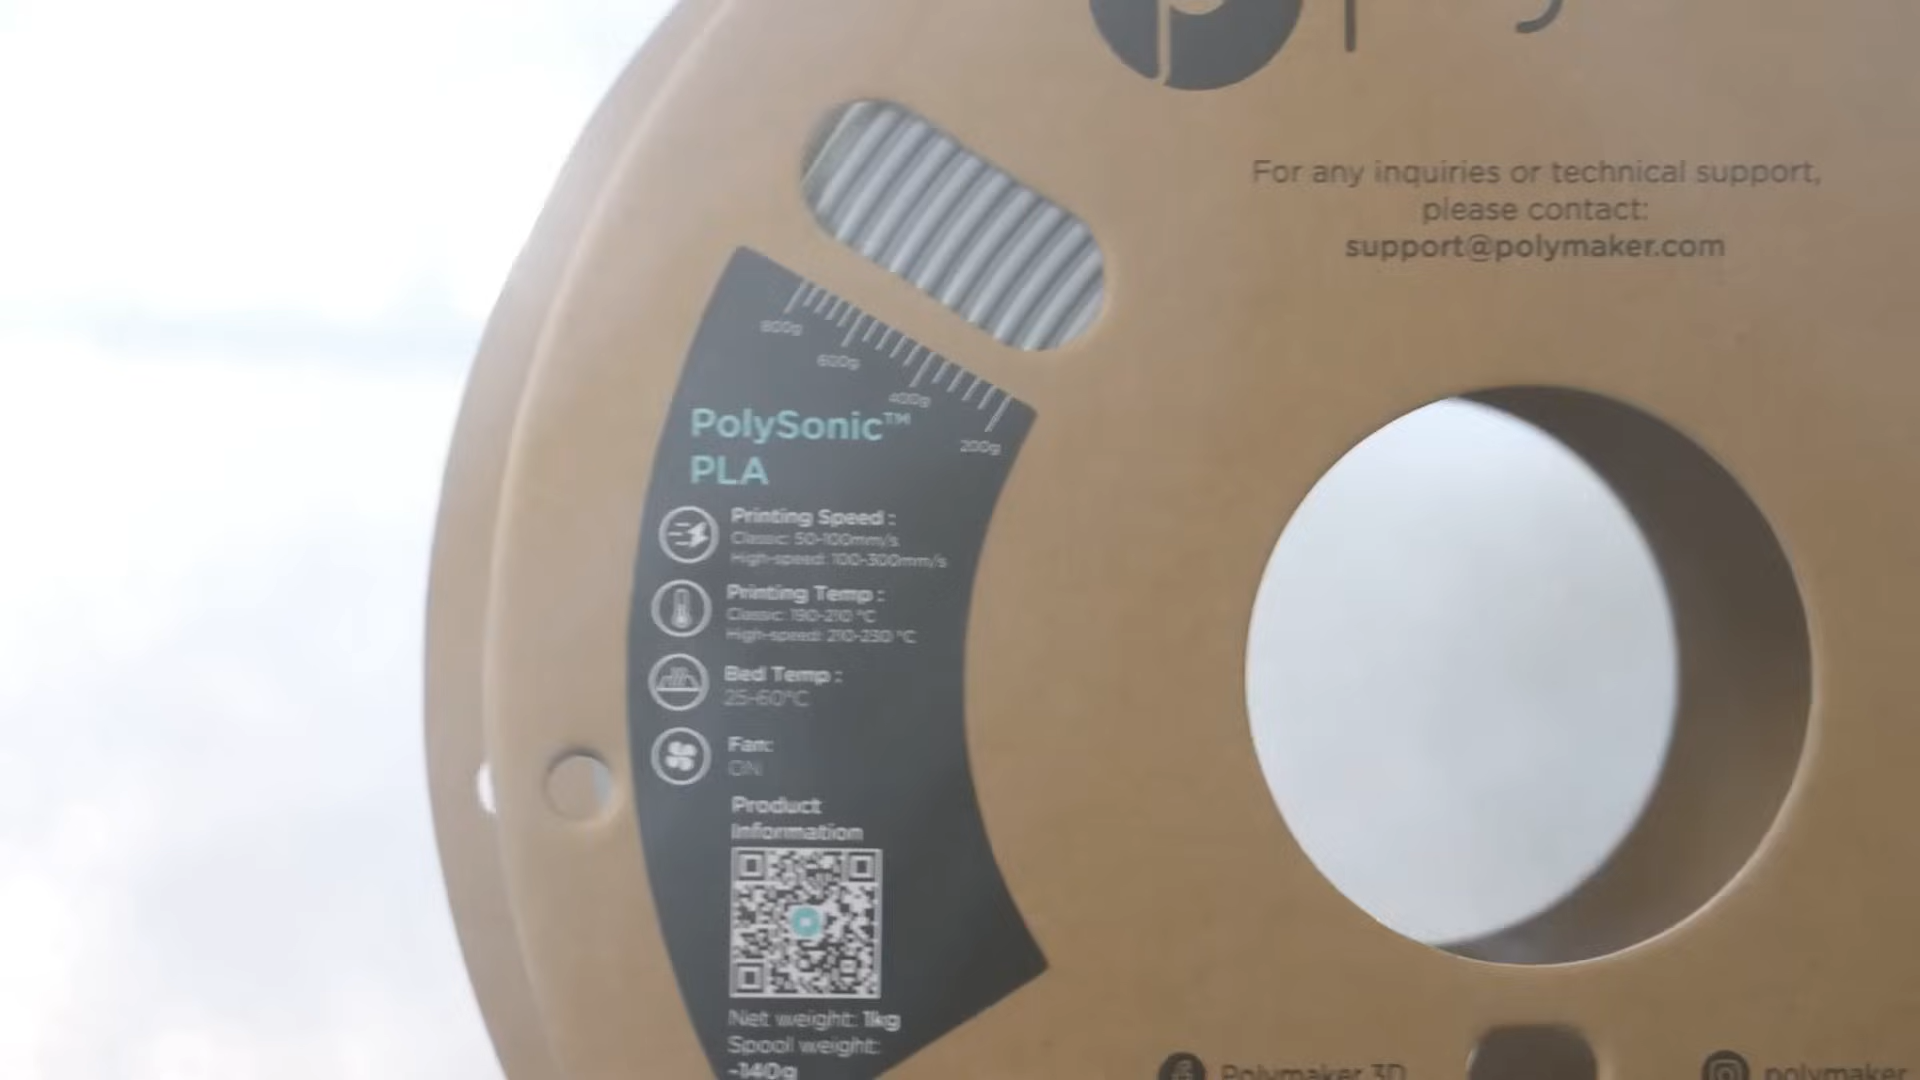 For any inquiries or technical support,
please contact:
support@polymaker.com
800g
600g
400g
200g
PolySonic™
PLA
Printing Speed :
Classic: 50-100mm/s
High-speed: 100-300mm/s
Printing Temp :
Classic: 190-210 °C
High-speed: 210-230 °C
Bed Temp :
25-60°C
Fan:
ON
Product
Information
Net weight: 1kg
Spool weight:
~140g
Polymaker 3D
polymaker